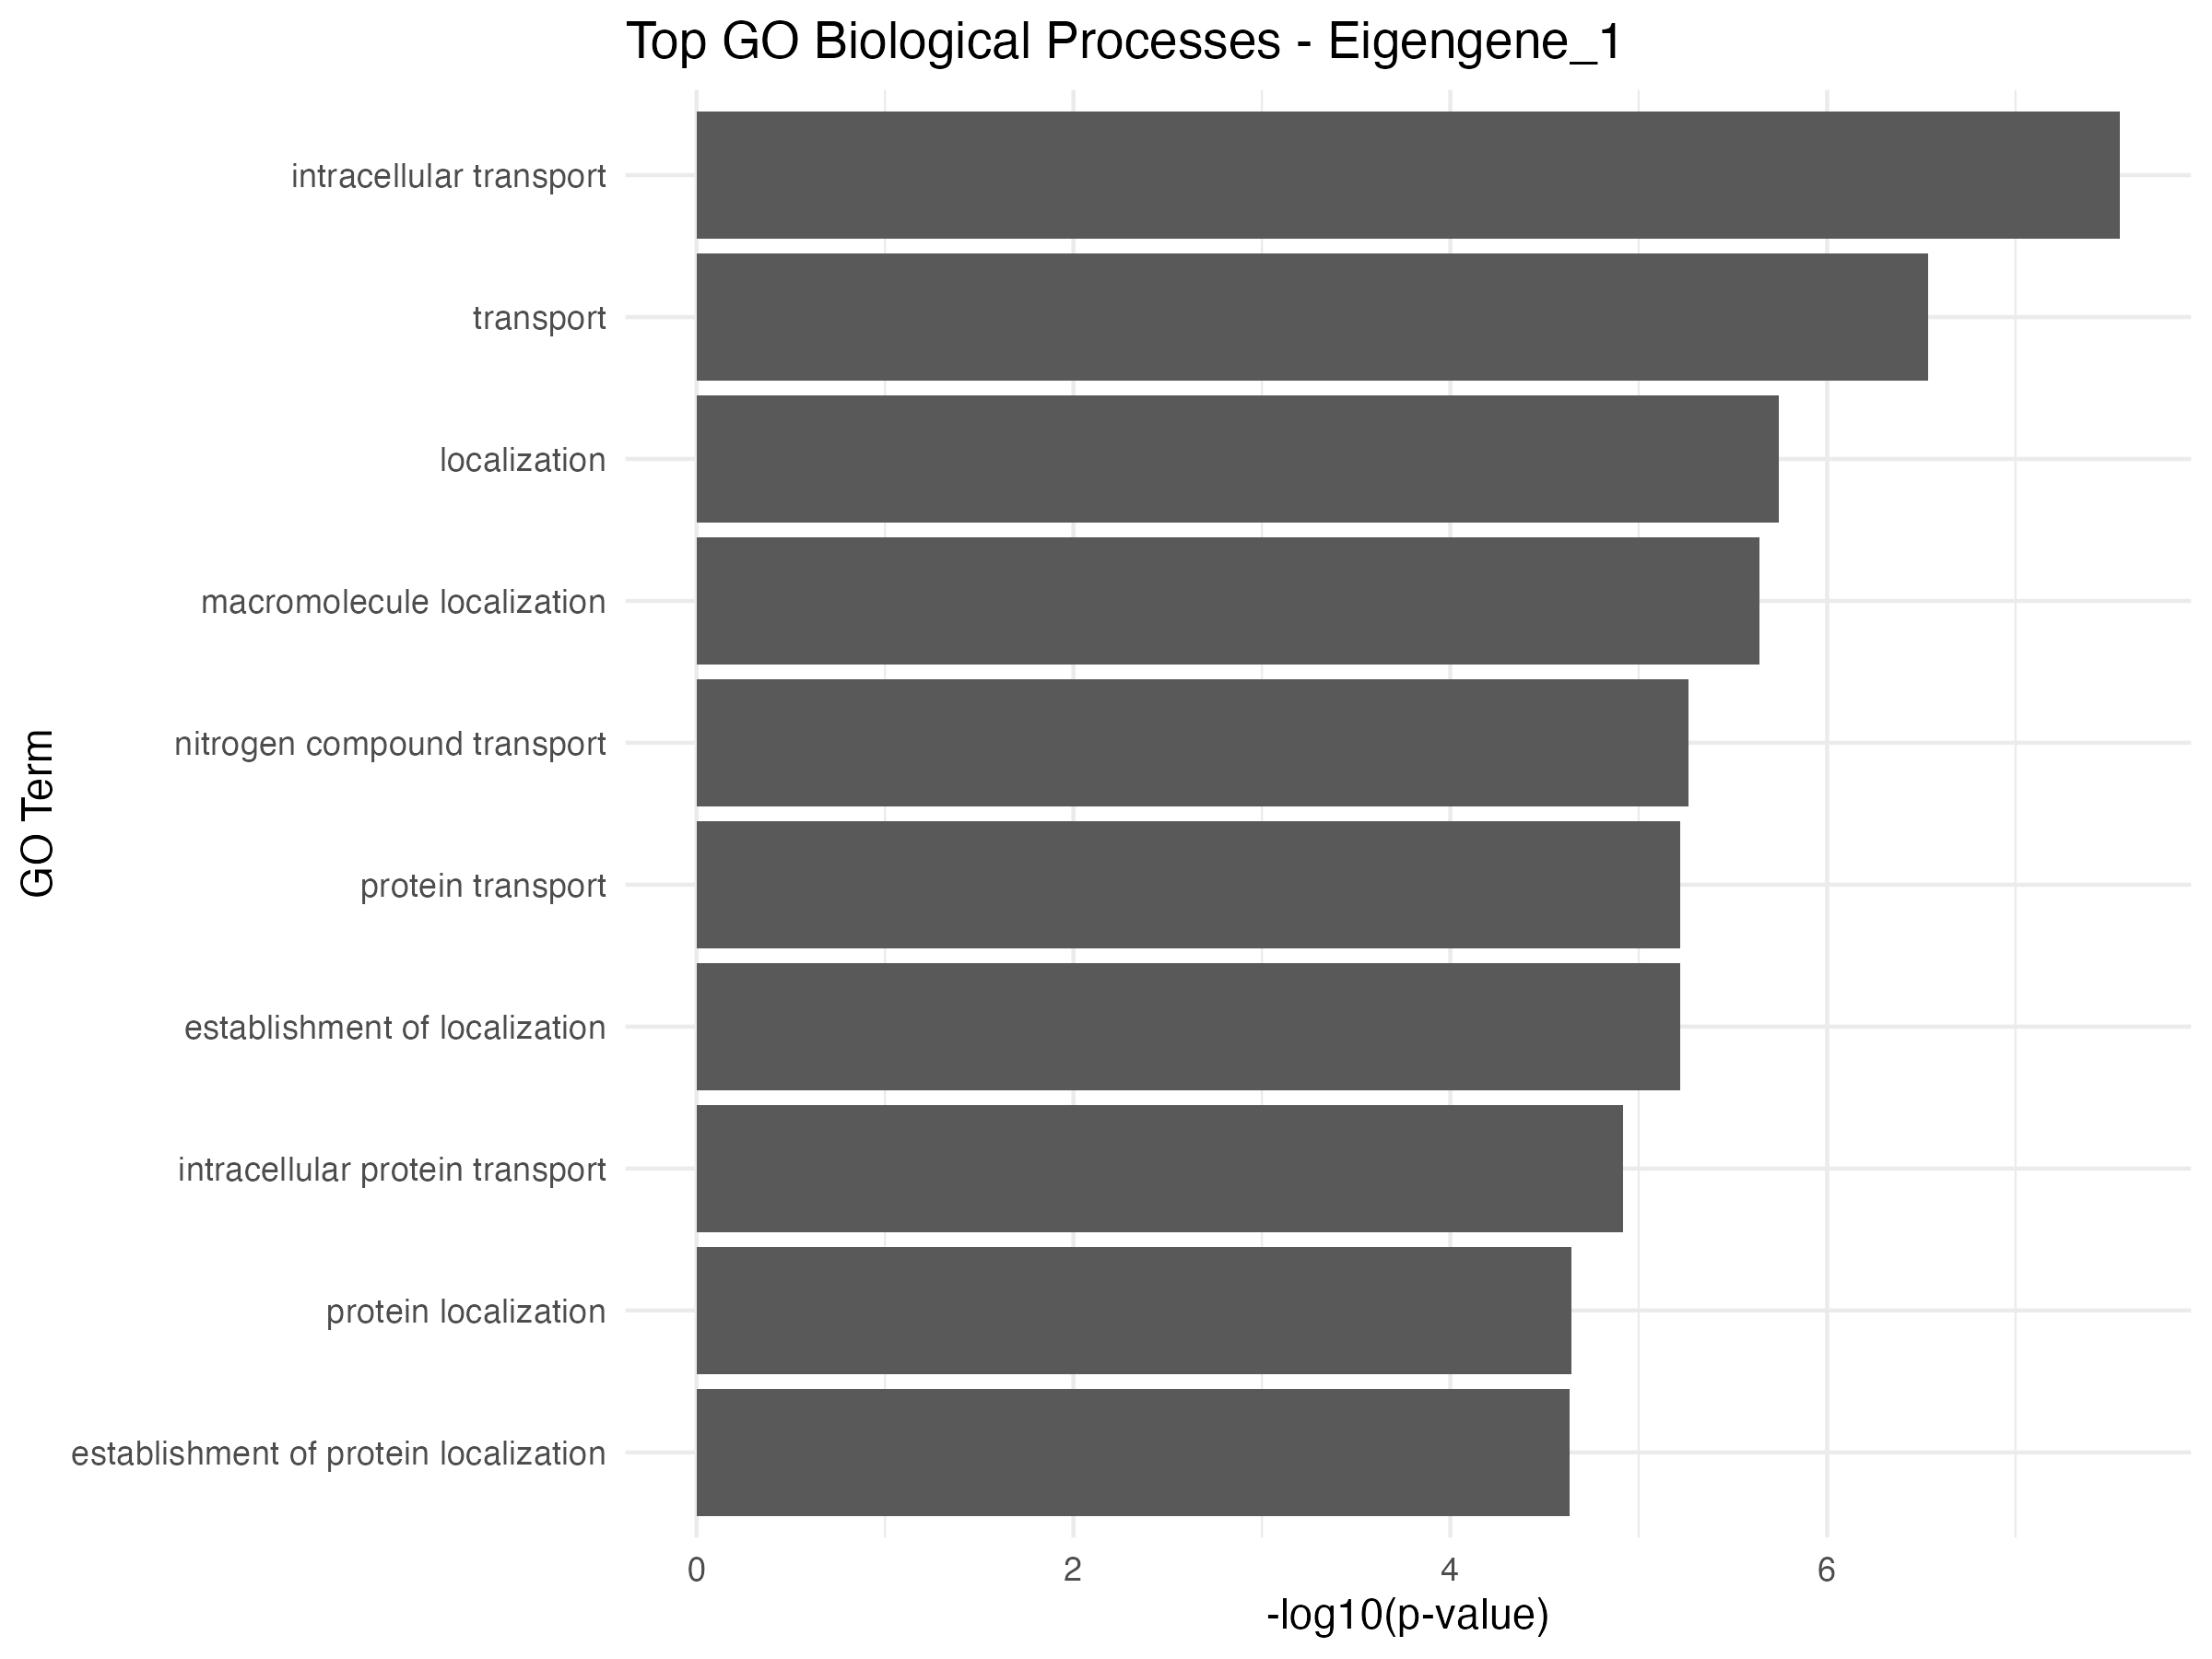 Top GO Biological Processes - Eigengene_1
GO Term
intracellular transport
transport
localization
macromolecule localization
nitrogen compound transport
protein transport
establishment of localization
intracellular protein transport
protein localization
establishment of protein localization
0 2 4 6
-log10(p-value)